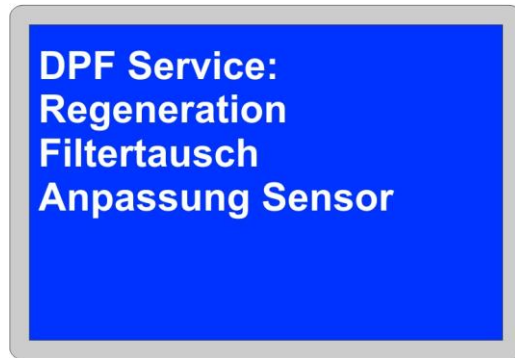 DPF Service:
Regeneration
Filtertausch
Anpassung Sensor